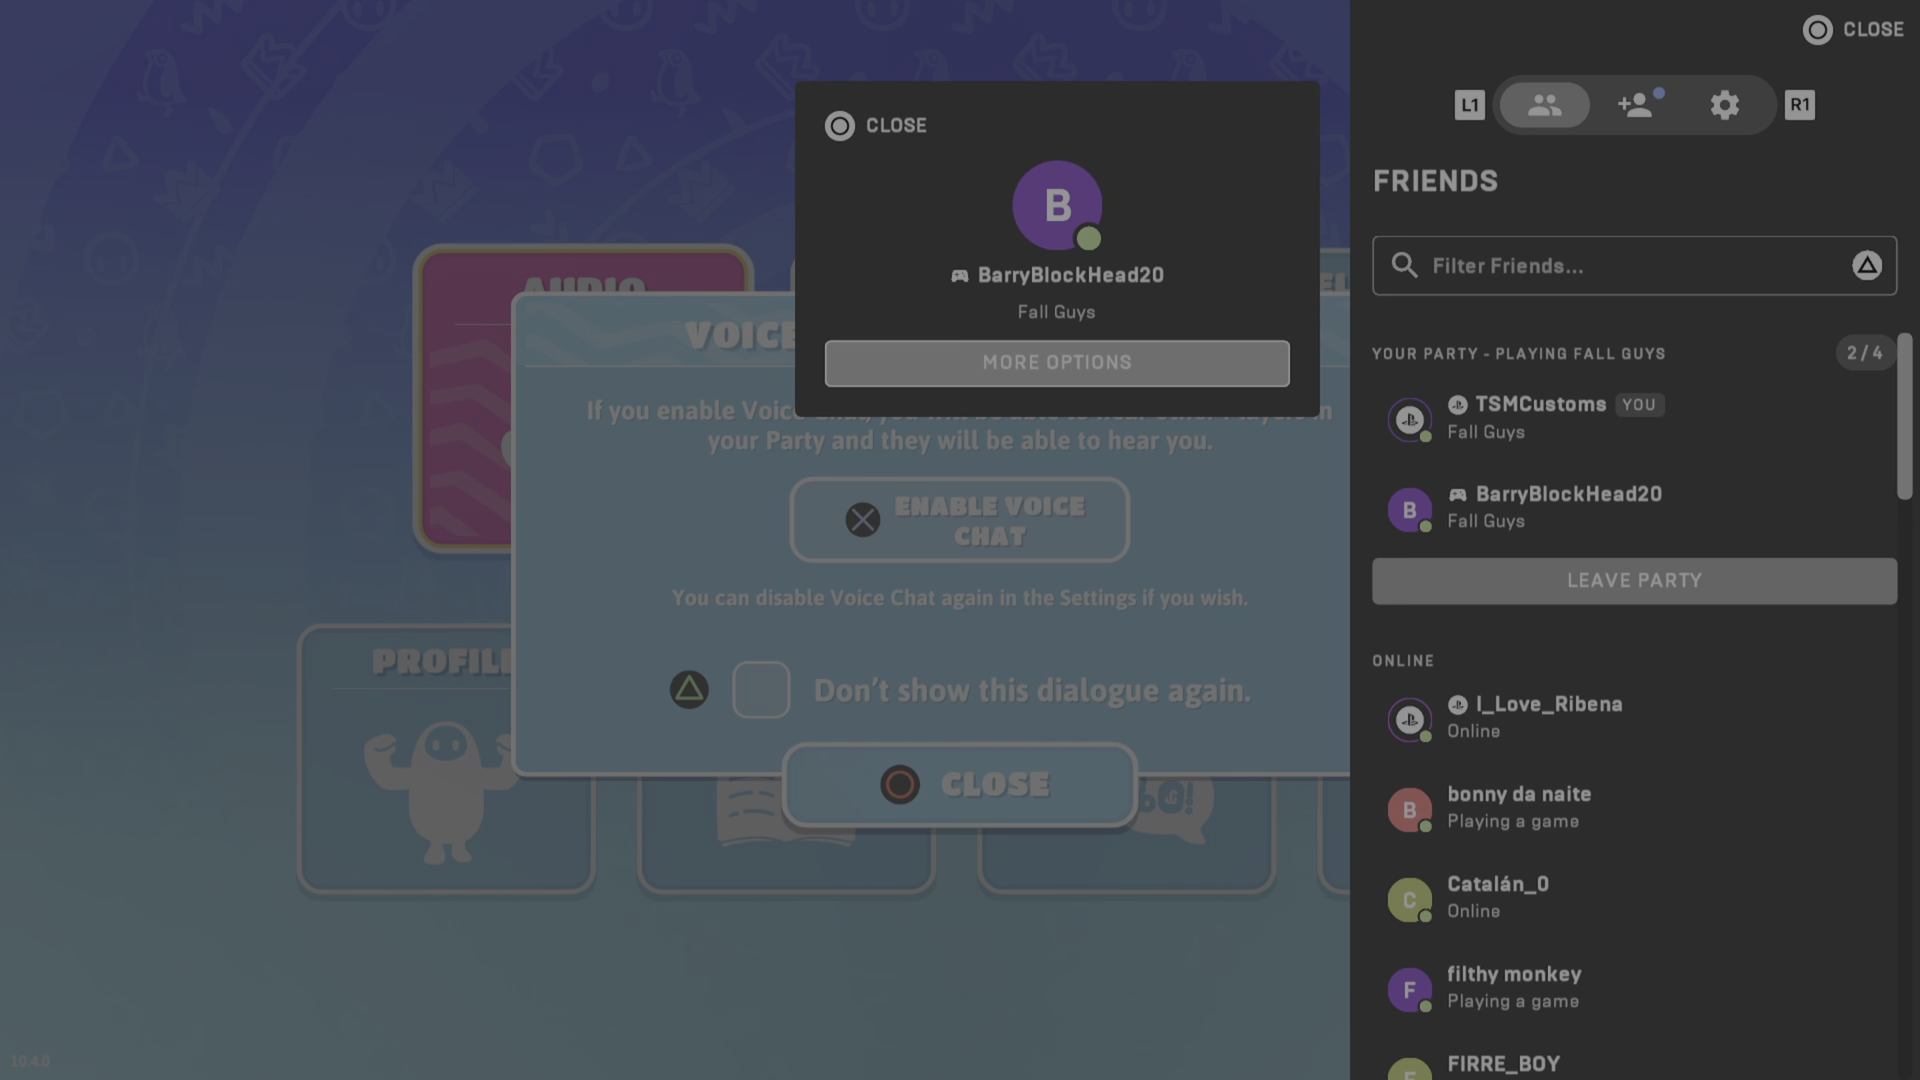 CLOSE
L1
R1
FRIENDS
Filter Friends...
YOUR PARTY - PLAYING FALL GUYS
2/4
TSMCustoms YOU
Fall Guys
B
BarryBlockHead20
Fall Guys
LEAVE PARTY
ONLINE
I_Love_Ribena
Online
B
bonny da naite
Playing a game
C
Catalán_0
Online
F
filthy monkey
Playing a game
FIRRE_BOY
CLOSE
B
BarryBlockHead20
Fall Guys
MORE OPTIONS
AUDIO
VOICE
If you enable Voice
your Party and they will be able to hear you.
ENABLE VOICE
CHAT
You can disable Voice Chat again in the Settings if you wish.
Don't show this dialogue again.
CLOSE
PROFILE
10.4.0